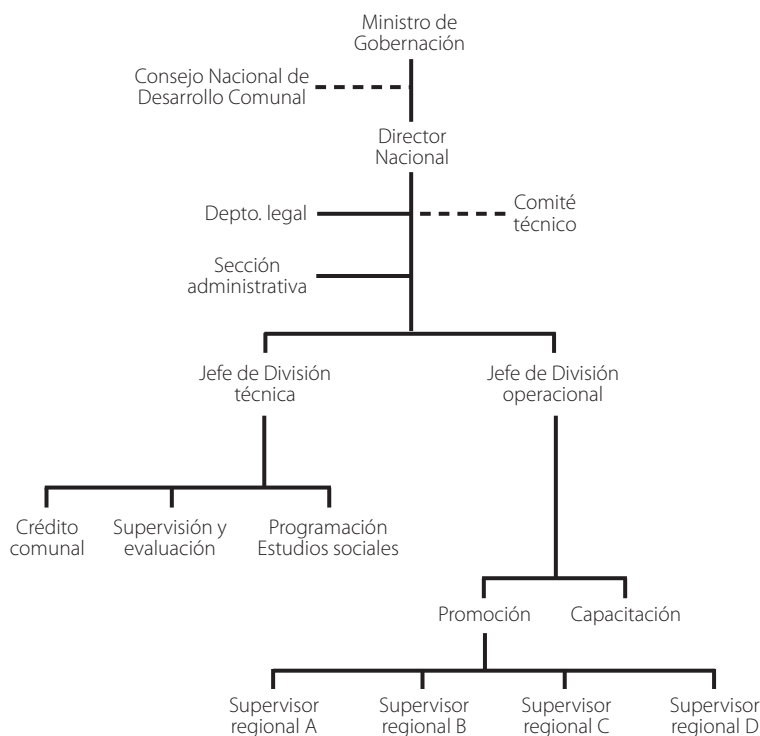 Ministro de
Gobernación
Consejo Nacional de
Desarrollo Comunal
Director
Nacional
Depto. legal
Comité
técnico
Sección
administrativa
Jefe de División
técnica
Jefe de División
operacional
Crédito
comunal
Supervisión y
evaluación
Programación
Estudios sociales
Promoción
Capacitación
Supervisor
regional A
Supervisor
regional B
Supervisor
regional C
Supervisor
regional D